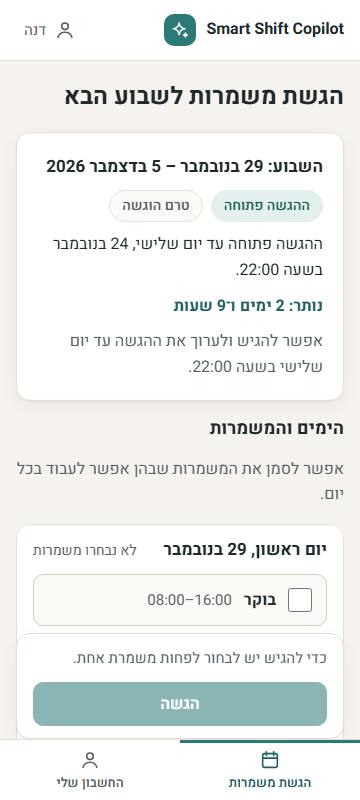 Smart Shift Copilot
דנה
הגשת משמרות לשבוע הבא
השבוע: 29 בנובמבר – 5 בדצמבר 2026
ההגשה פתוחה
טרם הוגשה
ההגשה פתוחה עד יום שלישי, 24 בנובמבר
בשעה 22:00.
נותר: 2 ימים ו־9 שעות
אפשר להגיש ולערוך את ההגשה עד יום
שלישי בשעה 22:00.
הימים והמשמרות
אפשר לסמן את המשמרות שבהן אפשר לעבוד בכל
יום.
יום ראשון, 29 בנובמבר
לא נבחרו משמרות
בוקר
08:00–16:00
כדי להגיש יש לבחור לפחות משמרת אחת.
הגשה
הגשת משמרות
החשבון שלי